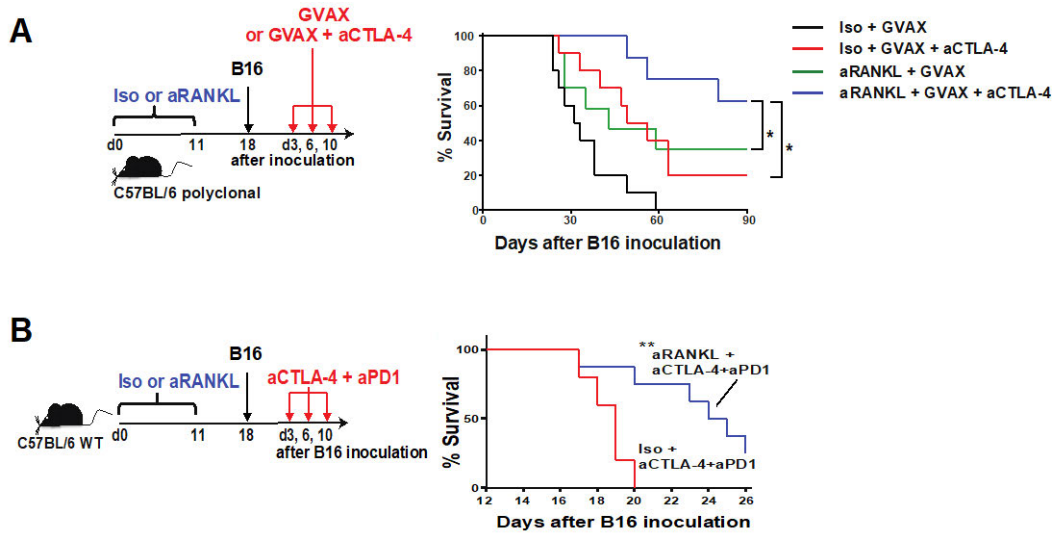 A
GVAX
or GVAX + aCTLA-4
B16
Iso or aRANKL
d0
11
18
d3, 6, 10
after inoculation
C57BL/6 polyclonal
% Survival
100
80
60
40
20
0
30
60
90
Days after B16 inoculation
*
*
Iso + GVAX
Iso + GVAX + aCTLA-4
aRANKL + GVAX
aRANKL + GVAX + aCTLA-4
B
B16
Iso or aRANKL
aCTLA-4 + aPD1
C57BL/6 WT
d0
11
18
d3, 6, 10
after B16 inoculation
% Survival
100
50
0
12
14
16
18
20
22
24
26
Days after B16 inoculation
**
aRANKL +
aCTLA-4+aPD1
Iso +
aCTLA-4+aPD1